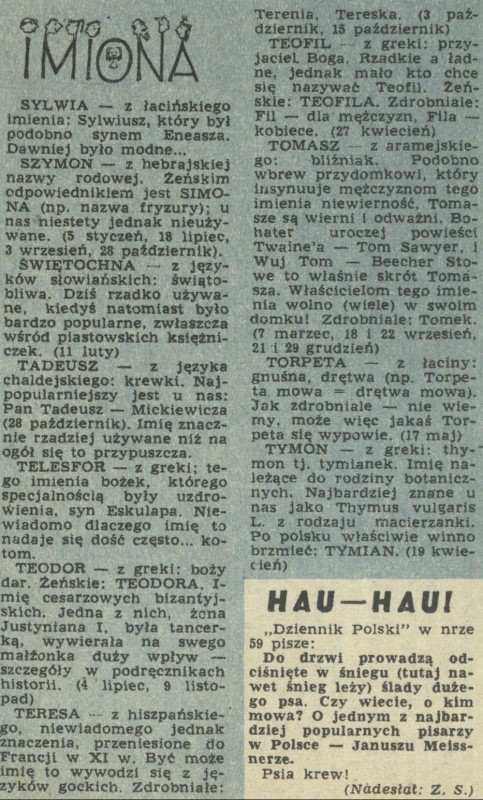 IMIONA
SYLWIA — z łacińskiego
imienia: Sylwiusz, który był
podobno synem Eneasza.
Dawniej było modne...
SZYMON — z hebrajskiej
nazwy rodowej. Żeńskim
odpowiednikiem jest SIMO-
NA (np. nazwa fryzury); u
nas niestety jednak nieuży-
wane. (5 styczeń, 18 lipiec,
3 wrzesień, 28 październik).
ŚWIĘTOCHNA — z języ-
ków słowiańskich: świąto-
bliwa. Dziś rzadko używa-
ne, kiedyś natomiast było
bardzo popularne, zwłaszcza
wśród piastowskich księżni-
czek. (11 luty)
TADEUSZ — z języka
chaldejskiego: krewki. Naj-
popularniejszy jest u nas:
Pan Tadeusz — Mickiewicza
(28 październik). Imię znacz-
nie rzadziej używane niż na
ogół się to przypuszcza.
TELESFOR — z greki; te-
go imienia bożek, którego
specjalnością były uzdro-
wienia, syn Eskulapa. Nie-
wiadomo dlaczego imię to
nadaje się dość często... ko-
tom.
TEODOR — z greki: boży
dar. Żeńskie: TEODORA. I-
mię cesarzowych bizantyj-
skich. Jedna z nich, żona
Justyniana I, była tancer-
ką, wywierała na swego
małżonka duży wpływ —
szczegóły w podręcznikach
historii. (4 lipiec, 9 listo-
pad)
TERESA — z hiszpańskie-
go, niewiadomego jednak
znaczenia, przeniesione do
Francji w XI w. Być może
imię to wywodzi się z ję-
zyków gockich. Zdrobniałe:
Terenia, Tereska. (3 paź-
dziernik, 15 październik)
TEOFIL — z greki: przy-
jaciel Boga. Rzadkie a ład-
ne, jednak mało kto chce
się nazywać Teofil. Żeń-
skie: TEOFILA. Zdrobniale:
Fil — dla mężczyzn, Fila —
kobiece. (27 kwiecień)
TOMASZ — z aramejskie-
go: bliźniak. Podobno
wbrew przydomkowi, który
insynuuje mężczyznom tego
imienia niewierność, Toma-
sze są wierni i odważni. Bo-
hater uroczej powieści
Twaine'a — Tom Sawyer, i
Wuj Tom — Beecher Sto-
we to właśnie skrót Toma-
sza. Właścicielom tego imie-
nia wolno (wiele) w swoim
domku! Zdrobniale: Tomek.
(7 marzec, 18 i 22 wrzesień,
21 i 29 grudzień)
TORPETA — z łaciny:
gnuśna, drętwa (np. Torpe-
ta mowa = drętwa mowa).
Jak zdrobniale — nie wie-
my, może więc jakaś Tor-
peta się wypowie. (17 maj)
TYMON — z greki: thy-
mon tj. tymianek. Imię na-
leżące do rodziny botanicz-
nych. Najbardziej znane u
nas jako Thymus vulgaris
L. z rodzaju macierzanki.
Po polsku właściwie winno
brzmieć: TYMIAN. (19 kwie-
cień)
HAU—HAU!
„Dziennik Polski" w nrze
59 pisze:
Do drzwi prowadzą od-
ciśnięte w śniegu (tutaj na-
wet śnieg leży) ślady duże-
go psa. Czy wiecie, o kim
mowa? O jednym z najbar-
dziej popularnych pisarzy
w Polsce — Januszu Meiss-
nerze.
Psia krew!
(Nadesłał: Z. S.)